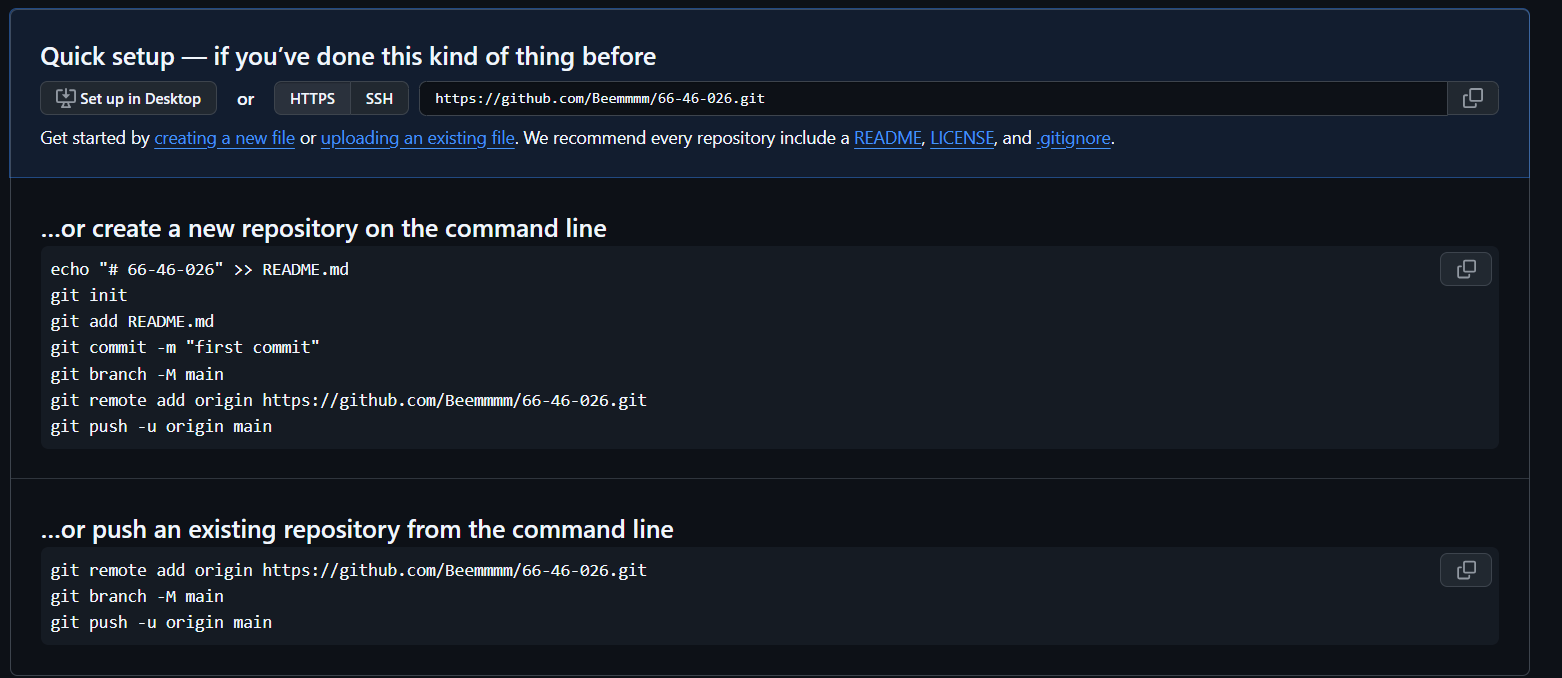 Quick setup — if you’ve done this kind of thing before
Set up in Desktop or HTTPS SSH https://github.com/Beemmmm/66-46-026.git
Get started by creating a new file or uploading an existing file. We recommend every repository include a README, LICENSE, and .gitignore.
…or create a new repository on the command line
echo "# 66-46-026" >> README.md
git init
git add README.md
git commit -m "first commit"
git branch -M main
git remote add origin https://github.com/Beemmmm/66-46-026.git
git push -u origin main
…or push an existing repository from the command line
git remote add origin https://github.com/Beemmmm/66-46-026.git
git branch -M main
git push -u origin main